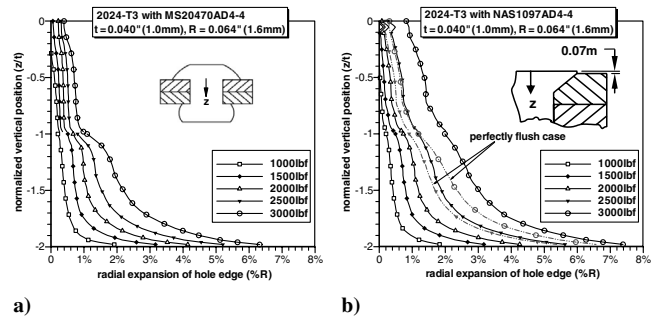 2024-T3 with MS20470AD4-4
t = 0.040" (1.0mm), R = 0.064" (1.6mm)
0
-0.5
-1
-1.5
-2
normalized vertical position (z/t)
z
1000lbf
1500lbf
2000lbf
2500lbf
3000lbf
0 1% 2% 3% 4% 5% 6% 7% 8%
radial expansion of hole edge (%R)
a)
2024-T3 with NAS1097AD4-4
t = 0.040" (1.0mm), R = 0.064" (1.6mm)
0
-0.5
-1
-1.5
-2
normalized vertical position (z/t)
0.07m
z
perfectly flush case
1000lbf
1500lbf
2000lbf
2500lbf
3000lbf
0% 1% 2% 3% 4% 5% 6% 7% 8%
radial expansion of hole edge (%R)
b)